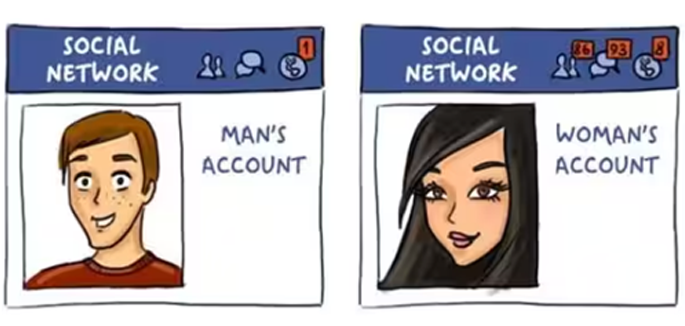 SOCIAL
NETWORK
1
MAN'S
ACCOUNT
SOCIAL
NETWORK
86 93 8
WOMAN'S
ACCOUNT